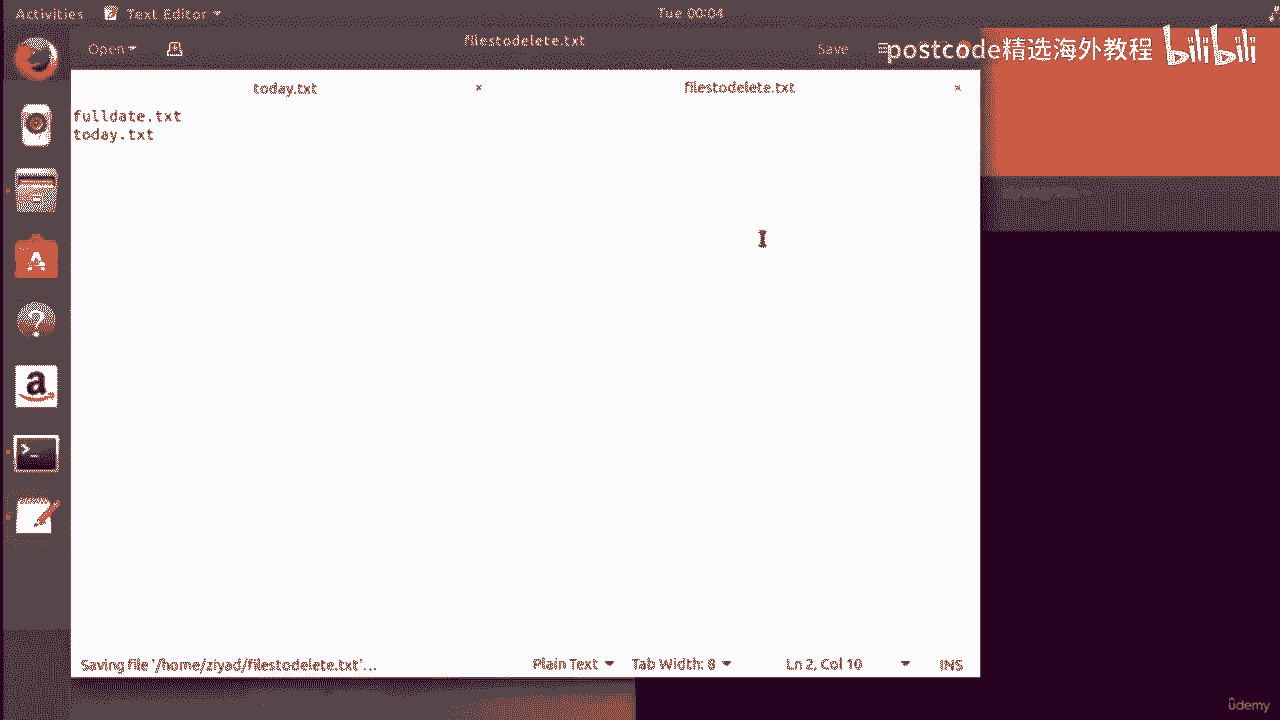 Activities Text Editor Tue 00:04
Open filestodelete.txt Save
postcode精选海外教程 bilibili
today.txt × filestodelete.txt ×
fulldate.txt
today.txt
Saving file '/home/ziyad/filestodelete.txt'...
Plain Text Tab Width: 8 Ln 2, Col 10 INS
ûdemy